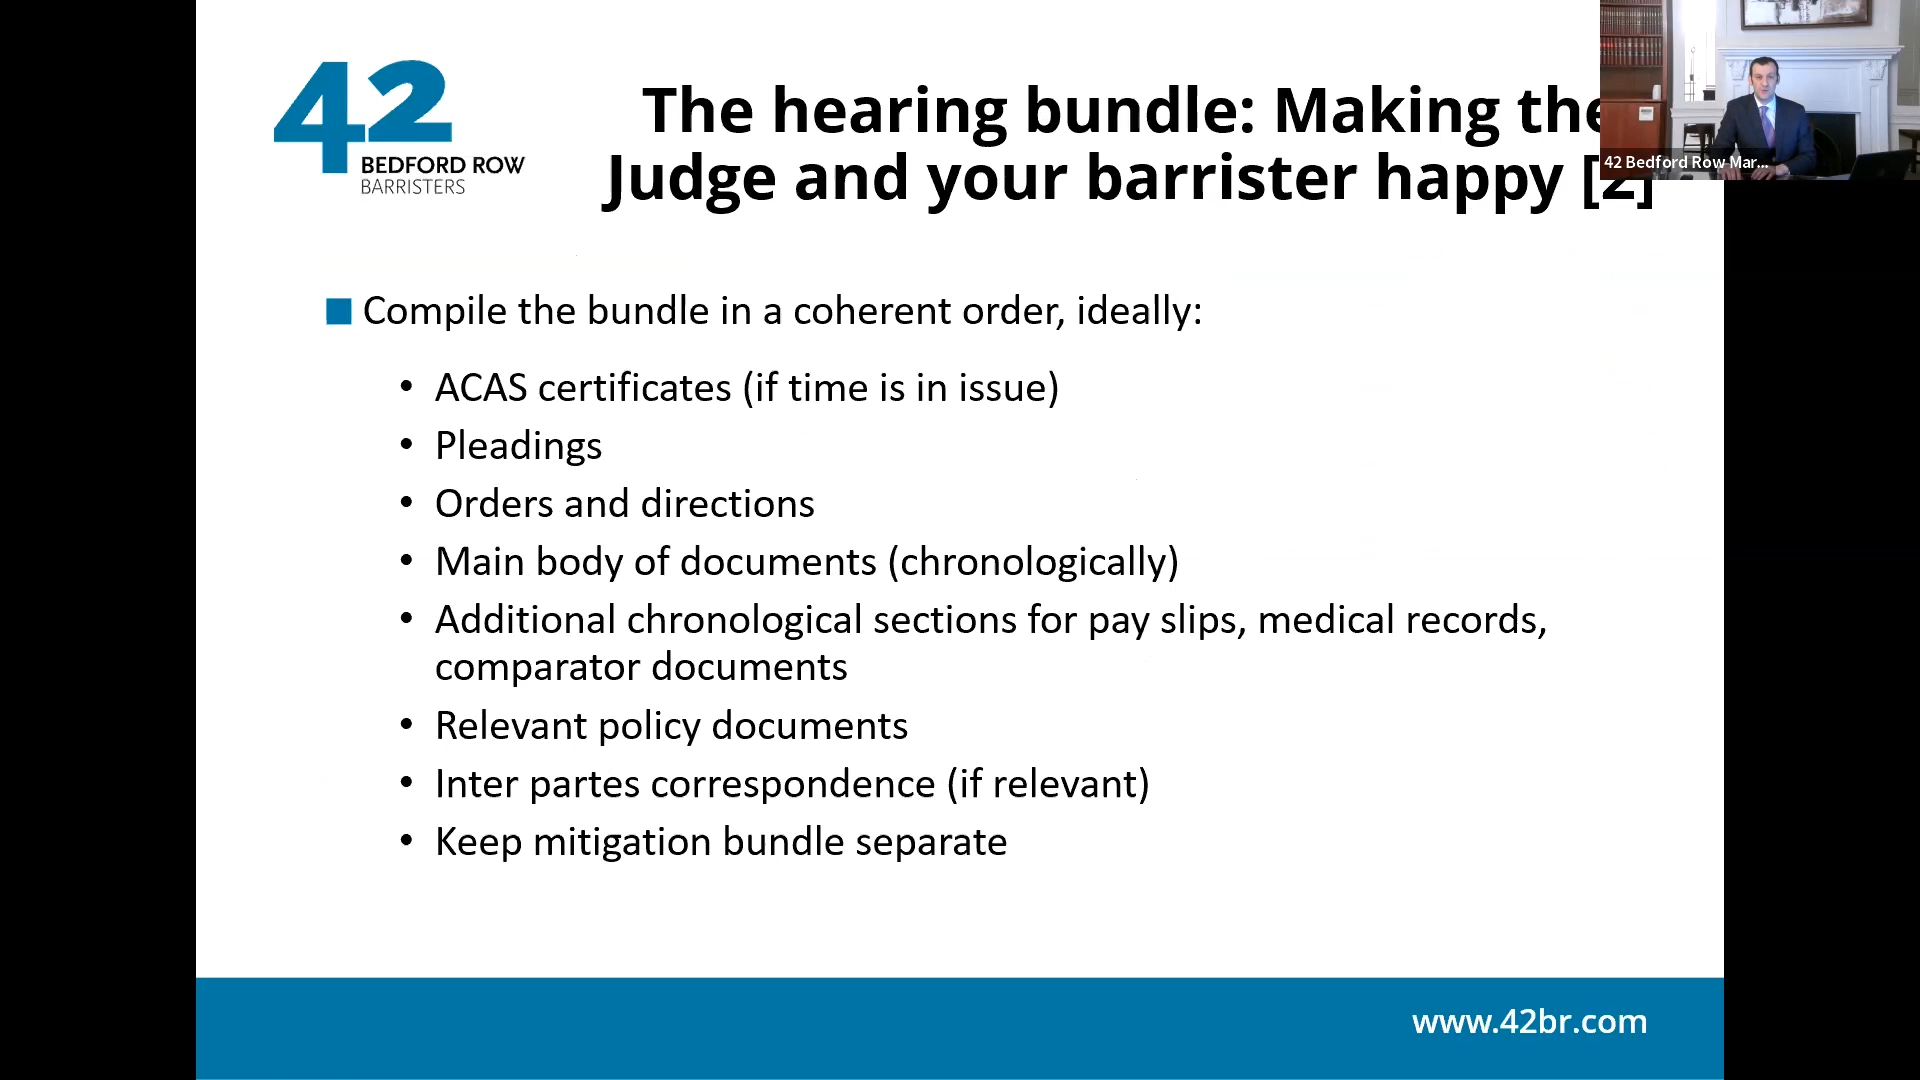 42
BEDFORD ROW
BARRISTERS
The hearing bundle: Making the
Judge and your barrister happy [2]
42 Bedford Row Mar...
Compile the bundle in a coherent order, ideally:
• ACAS certificates (if time is in issue)
• Pleadings
• Orders and directions
• Main body of documents (chronologically)
• Additional chronological sections for pay slips, medical records,
comparator documents
• Relevant policy documents
• Inter partes correspondence (if relevant)
• Keep mitigation bundle separate
www.42br.com